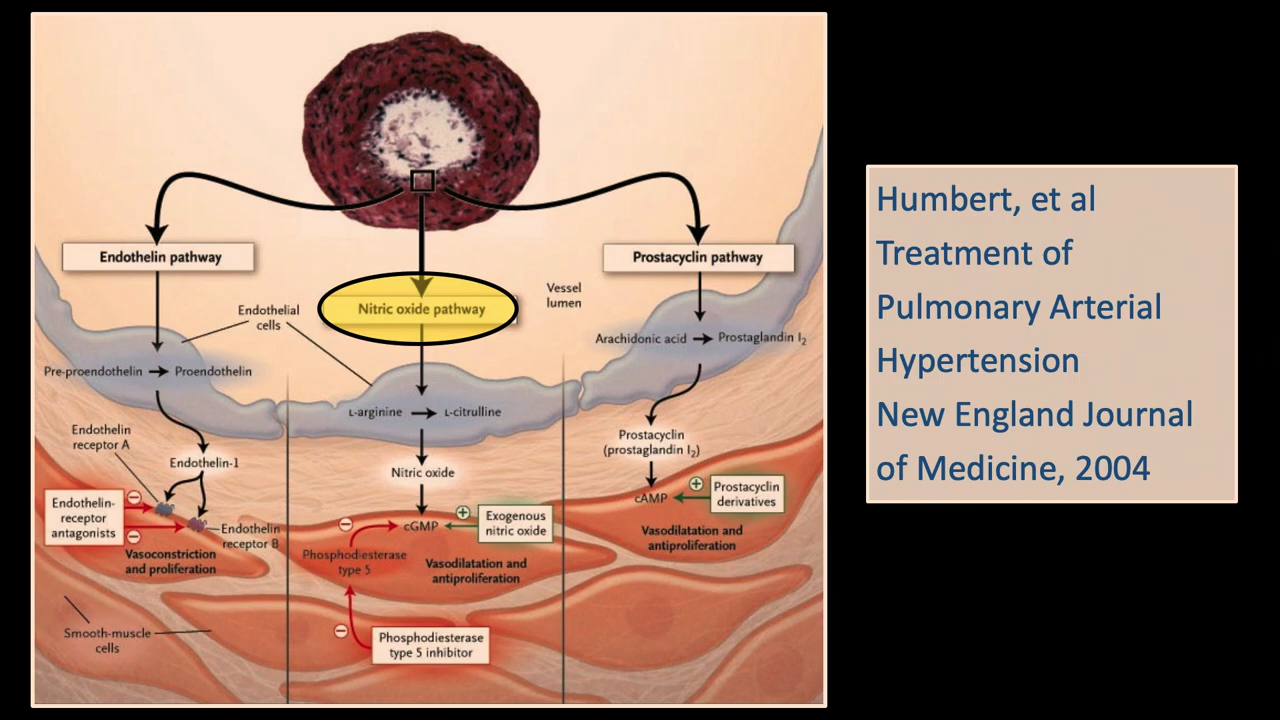 Endothelin pathway
Nitric oxide pathway
Prostacyclin pathway
Vessel
lumen
Endothelial
cells
Pre-proendothelin → Proendothelin
L-arginine → L-citrulline
Arachidonic acid → Prostaglandin I₂
Endothelin
receptor A
Endothelin-1
Endothelin-
receptor
antagonists
−
−
Endothelin
receptor B
Vasoconstriction
and proliferation
Smooth-muscle
cells
Nitric oxide
−
cGMP
+
Exogenous
nitric oxide
Phosphodiesterase
type 5
Vasodilatation and
antiproliferation
−
Phosphodiesterase
type 5 inhibitor
Prostacyclin
(prostaglandin I₂)
cAMP
+
Prostacyclin
derivatives
Vasodilatation and
antiproliferation
Humbert, et al
Treatment of
Pulmonary Arterial
Hypertension
New England Journal
of Medicine, 2004